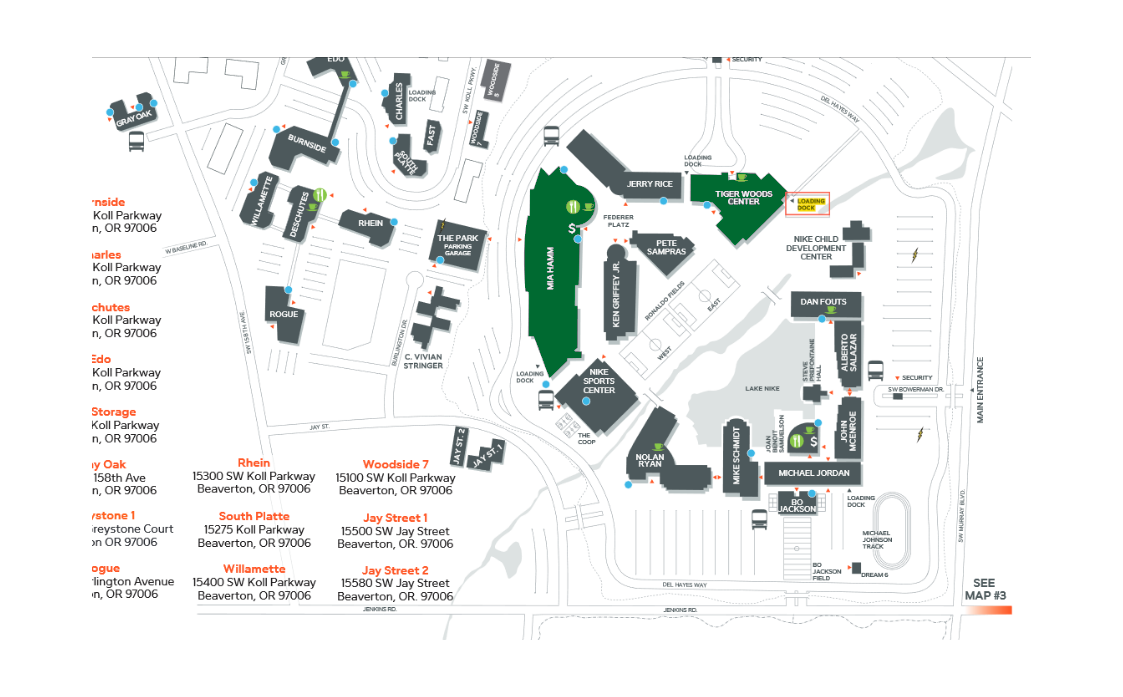 EDO
SECURITY
GRAY OAK
CHARLES
LOADING
DOCK
SW KOLL PKWY.
WOODSIDE
8
WOODSIDE
7
FAST
SOUTH
PLATTE
BURNSIDE
DEL HAYES WAY
LOADING
DOCK
JERRY RICE
TIGER WOODS
CENTER
LOADING
DOCK
WILLAMETTE
DESCHUTES
RHEIN
THE PARK
PARKING
GARAGE
W BASELINE RD.
FEDERER
PLATZ
$
PETE
SAMPRAS
NIKE CHILD
DEVELOPMENT
CENTER
MIA HAMM
KEN GRIFFEY JR.
RONALDO FIELDS
EAST
WEST
DAN FOUTS
ROGUE
SW 158TH AVE
BURLINGTON DR.
C. VIVIAN
STRINGER
LOADING
DOCK
NIKE
SPORTS
CENTER
LAKE NIKE
STEVE
PREFONTAINE
HALL
ALBERTO
SALAZAR
SECURITY
SW BOWERMAN DR.
MAIN ENTRANCE
JAY ST.
JAY ST. 2
JAY ST. 1
THE
COOP
NOLAN
RYAN
MIKE SCHMIDT
JOAN
BENOIT
SAMUELSON
$
JOHN
MCENROE
MICHAEL JORDAN
BO
JACKSON
LOADING
DOCK
MICHAEL
JOHNSON
TRACK
SW MURRAY BLVD.
BO
JACKSON
FIELD
DREAM 6
DEL HAYES WAY
JENKINS RD.
JENKINS RD.
SEE
MAP #3
rnside
Koll Parkway
n, OR 97006
arles
Koll Parkway
n, OR 97006
chutes
Koll Parkway
n, OR 97006
Edo
Koll Parkway
n, OR 97006
Storage
Koll Parkway
n, OR 97006
y Oak
158th Ave
n, OR 97006
ystone 1
Greystone Court
on OR 97006
ogue
rlington Avenue
n, OR 97006
Rhein
15300 SW Koll Parkway
Beaverton, OR 97006
South Platte
15275 Koll Parkway
Beaverton, OR 97006
Willamette
15400 SW Koll Parkway
Beaverton, OR 97006
Woodside 7
15100 SW Koll Parkway
Beaverton, OR 97006
Jay Street 1
15500 SW Jay Street
Beaverton, OR. 97006
Jay Street 2
15580 SW Jay Street
Beaverton, OR. 97006